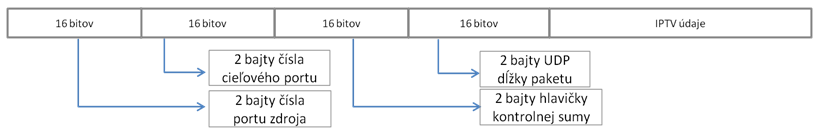 16 bitov
16 bitov
16 bitov
16 bitov
IPTV údaje
2 bajty čísla
cieľového portu
2 bajty UDP
dĺžky paketu
2 bajty čísla
portu zdroja
2 bajty hlavičky
kontrolnej sumy